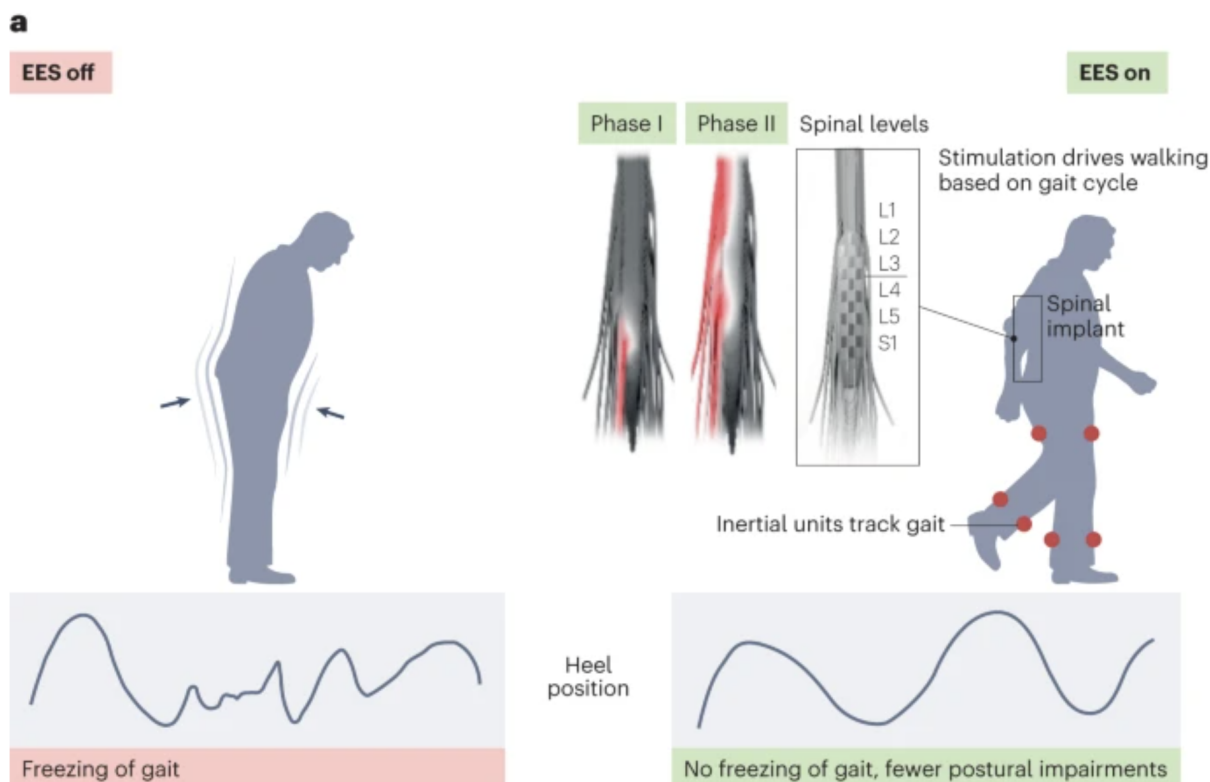 a
EES off
EES on
Phase I
Phase II
Spinal levels
Stimulation drives walking
based on gait cycle
L1
L2
L3
L4
L5
S1
Spinal
implant
Inertial units track gait
Heel
position
Freezing of gait
No freezing of gait, fewer postural impairments